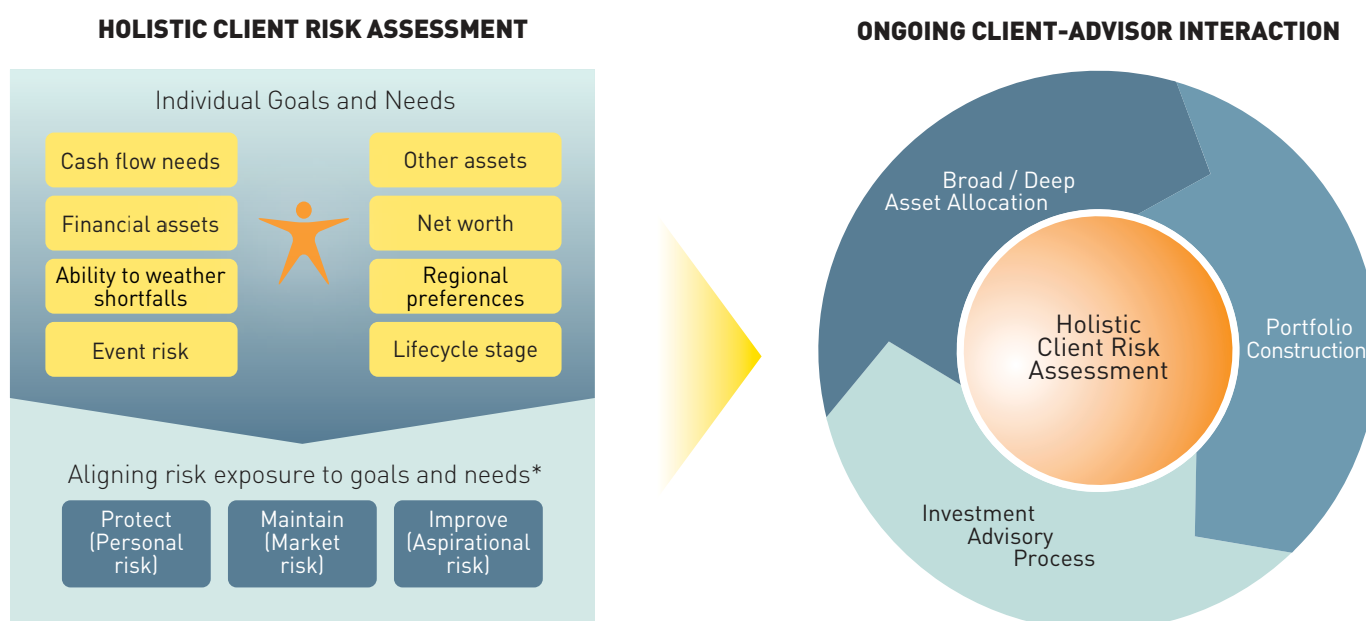 HOLISTIC CLIENT RISK ASSESSMENT
Individual Goals and Needs
Cash flow needs
Financial assets
Ability to weather
shortfalls
Event risk
Other assets
Net worth
Regional
preferences
Lifecycle stage
Aligning risk exposure to goals and needs*
Protect
(Personal
risk)
Maintain
(Market
risk)
Improve
(Aspirational
risk)
ONGOING CLIENT-ADVISOR INTERACTION
Broad / Deep
Asset Allocation
Portfolio
Construction
Holistic
Client Risk
Assessment
Investment
Advisory
Process